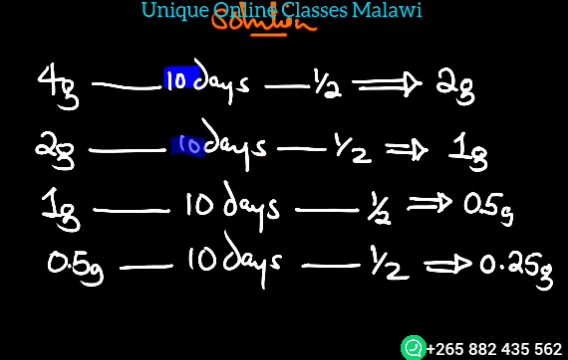 Unique Online Classes Malawi
Solution
4g — 10 days — 1/2 ⇒ 2g
2g — 10 days — 1/2 ⇒ 1g
1g — 10 days — 1/2 ⇒ 0.5g
0.5g — 10 days — 1/2 ⇒ 0.25g
+265 882 435 562